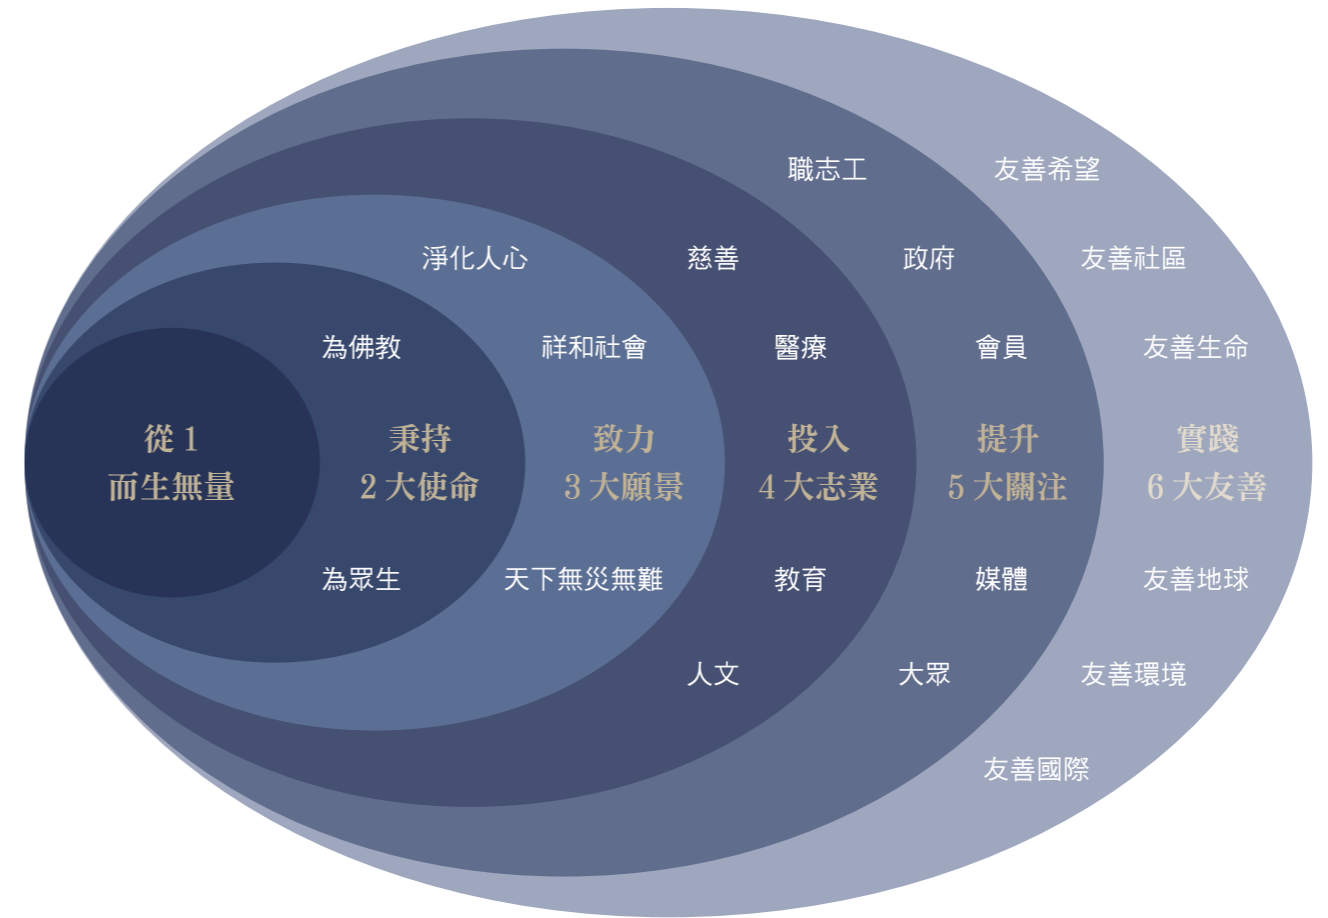 從 1
而生無量
為佛教
秉持
2 大使命
為眾生
淨化人心
祥和社會
致力
3 大願景
天下無災無難
慈善
醫療
投入
4 大志業
教育
人文
職志工
政府
會員
提升
5 大關注
媒體
大眾
友善希望
友善社區
友善生命
實踐
6 大友善
友善地球
友善環境
友善國際